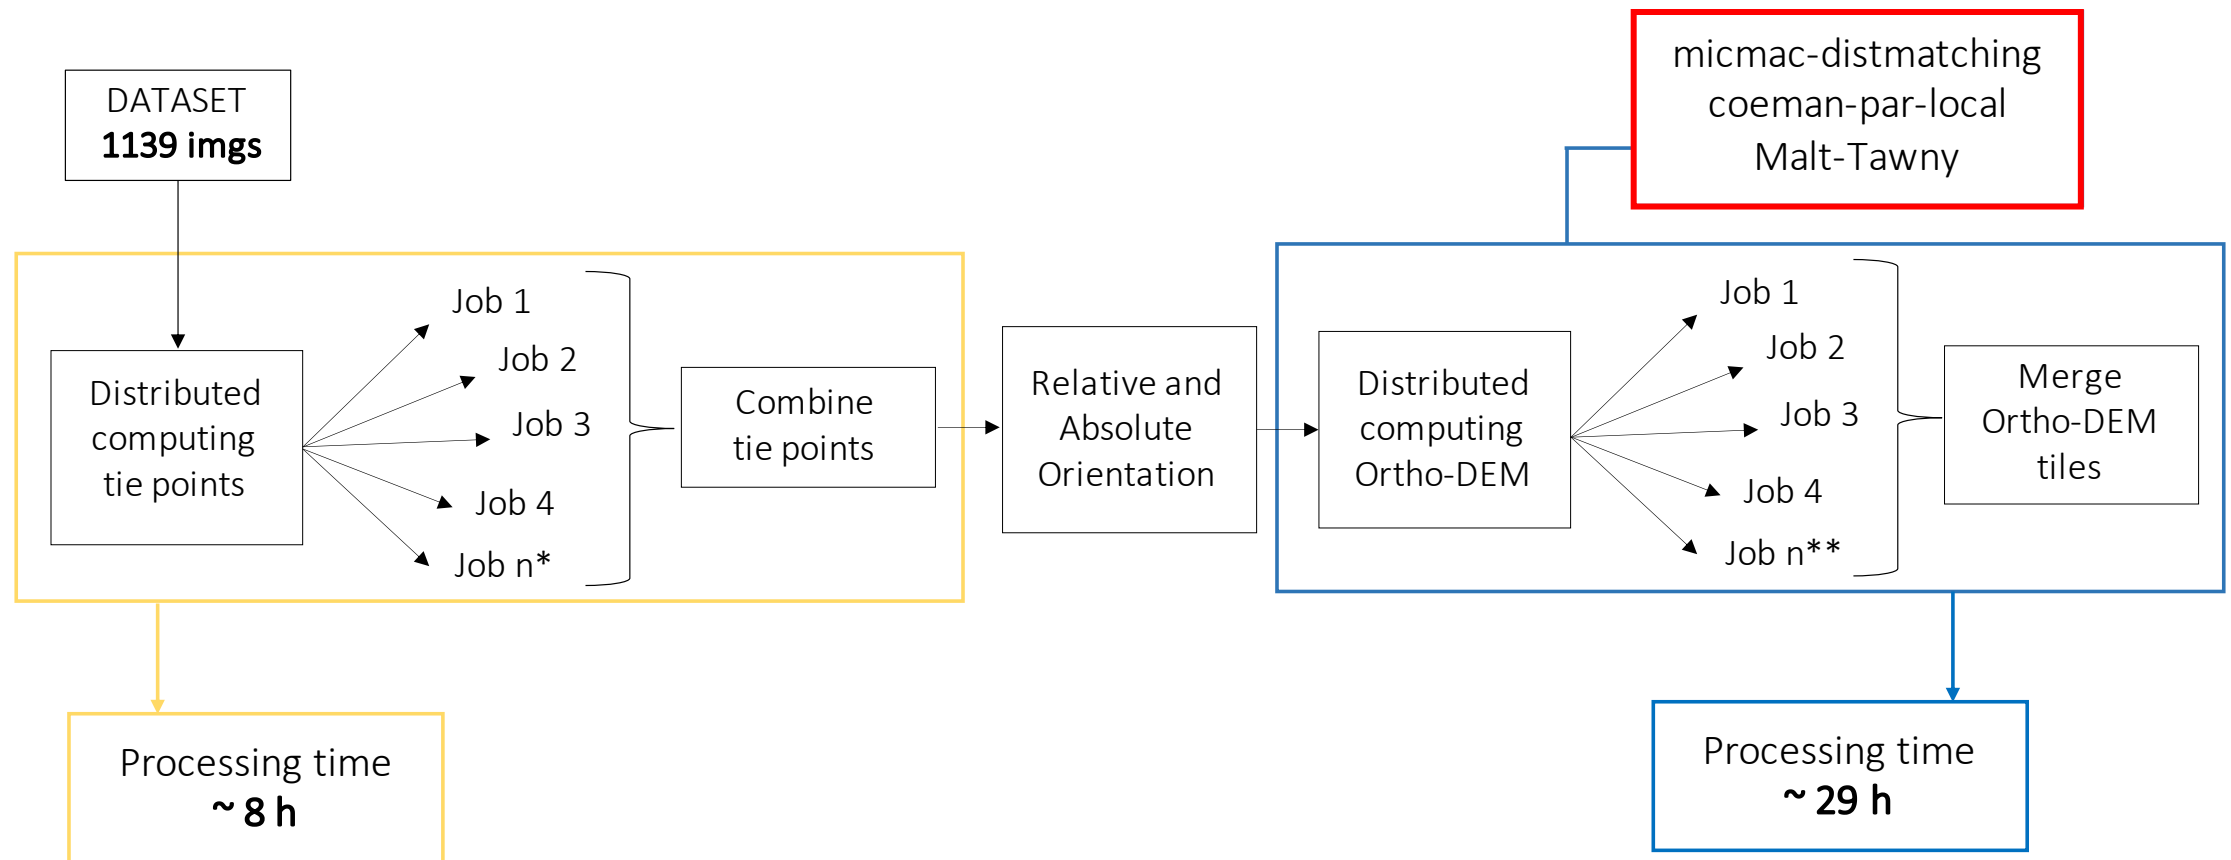 micmac-distmatching
coeman-par-local
Malt-Tawny
DATASET
1139 imgs
Distributed
computing
tie points
Job 1
Job 2
Job 3
Job 4
Job n*
Combine
tie points
Relative and
Absolute
Orientation
Distributed
computing
Ortho-DEM
Job 1
Job 2
Job 3
Job 4
Job n**
Merge
Ortho-DEM
tiles
Processing time
~ 8 h
Processing time
~ 29 h